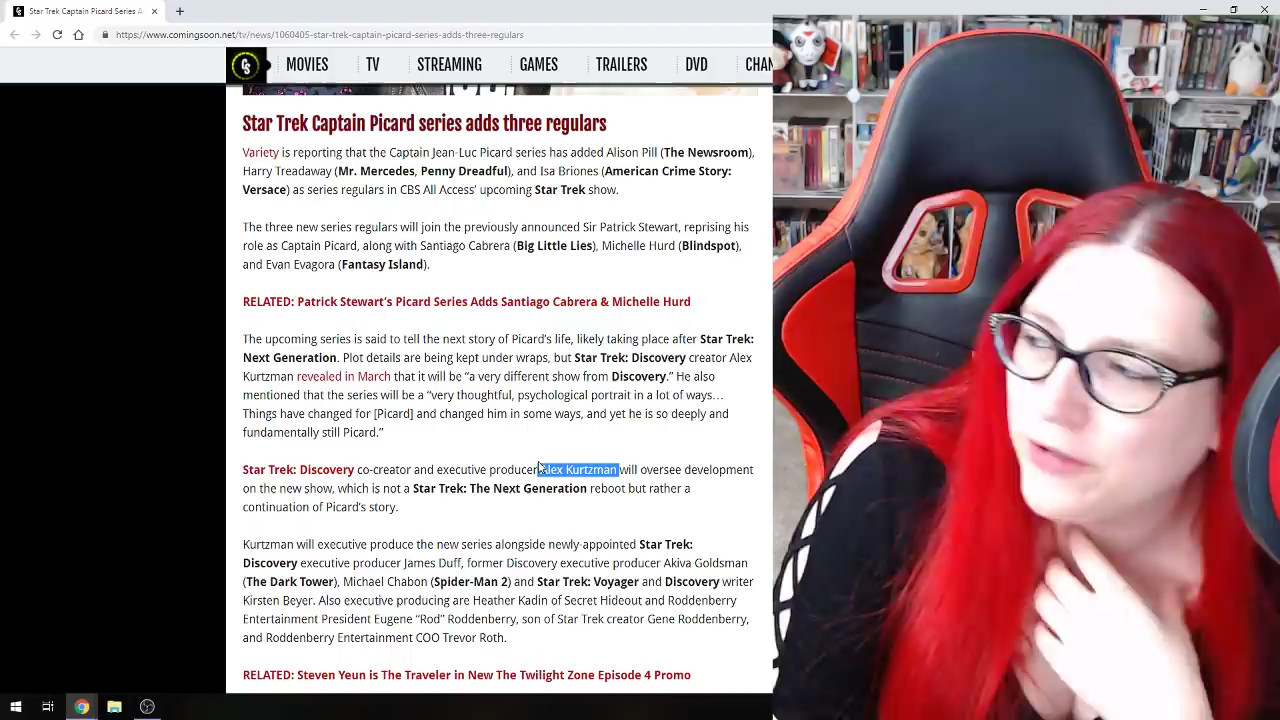 Star Trek Captain Picard Series A
https://www.comingsoon.net/tv/news/1060405-star-trek-captain-picard-series-adds-three-regulars
CS MOVIES TV STREAMING GAMES TRAILERS DVD CHAN
Star Trek Captain Picard series adds three regulars
Variety is reporting that the Captain Jean-Luc Picard series has added Alison Pill (The Newsroom),
Harry Treadaway (Mr. Mercedes, Penny Dreadful), and Isa Briones (American Crime Story:
Versace) as series regulars in CBS All Access’ upcoming Star Trek show.
The three new series regulars will join the previously announced Sir Patrick Stewart, reprising his
role as Captain Picard, along with Santiago Cabrera (Big Little Lies), Michelle Hurd (Blindspot),
and Evan Evagora (Fantasy Island).
RELATED: Patrick Stewart’s Picard Series Adds Santiago Cabrera & Michelle Hurd
The upcoming series is said to tell the next story of Picard’s life, likely taking place after Star Trek:
Next Generation. Plot details are being kept under wraps, but Star Trek: Discovery creator Alex
Kurtzman revealed in March that it will be “a very different show from Discovery.” He also
mentioned that the series will be a “very thoughtful, psychological portrait in a lot of ways…
Things have changed for [Picard] and changed him in some ways, and yet he is so deeply and
fundamentally still Picard.”
Star Trek: Discovery co-creator and executive producer Alex Kurtzman will oversee development
on the new show, which is not a Star Trek: The Next Generation reboot but rather a
continuation of Picard’s story.
Kurtzman will executive produce the new series alongside newly-appointed Star Trek:
Discovery executive producer James Duff, former Discovery executive producer Akiva Goldsman
(The Dark Tower), Michael Chabon (Spider-Man 2) and Star Trek: Voyager and Discovery writer
Kirsten Beyer. Also executive producing are Heather Kadin of Secret Hideout and Roddenberry
Entertainment President Eugene “Rod” Roddenberry, son of Star Trek creator Gene Roddenberry,
and Roddenberry Entertainment COO Trevor Roth.
RELATED: Steven Yeun is The Traveler in New The Twilight Zone Episode 4 Promo